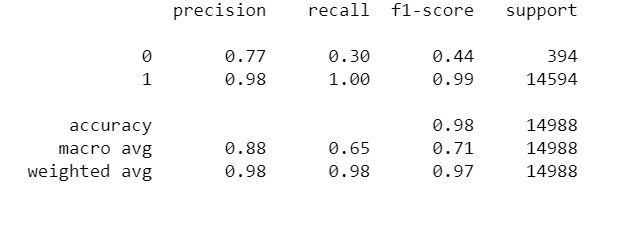 precision recall f1-score support
0 0.77 0.30 0.44 394
1 0.98 1.00 0.99 14594
accuracy 0.98 14988
macro avg 0.88 0.65 0.71 14988
weighted avg 0.98 0.98 0.97 14988